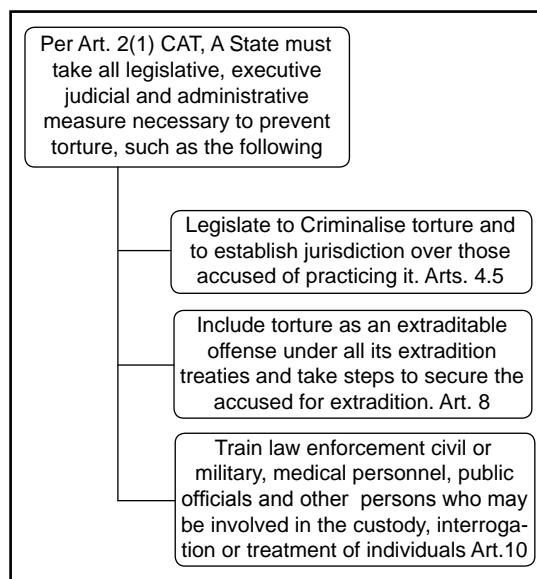 Per Art. 2(1) CAT, A State must
take all legislative, executive
judicial and administrative
measure necessary to prevent
torture, such as the following
Legislate to Criminalise torture and
to establish jurisdiction over those
accused of practicing it. Arts. 4.5
Include torture as an extraditable
offense under all its extradition
treaties and take steps to secure the
accused for extradition. Art. 8
Train law enforcement civil or
military, medical personnel, public
officials and other persons who may
be involved in the custody, interroga-
tion or treatment of individuals Art.10